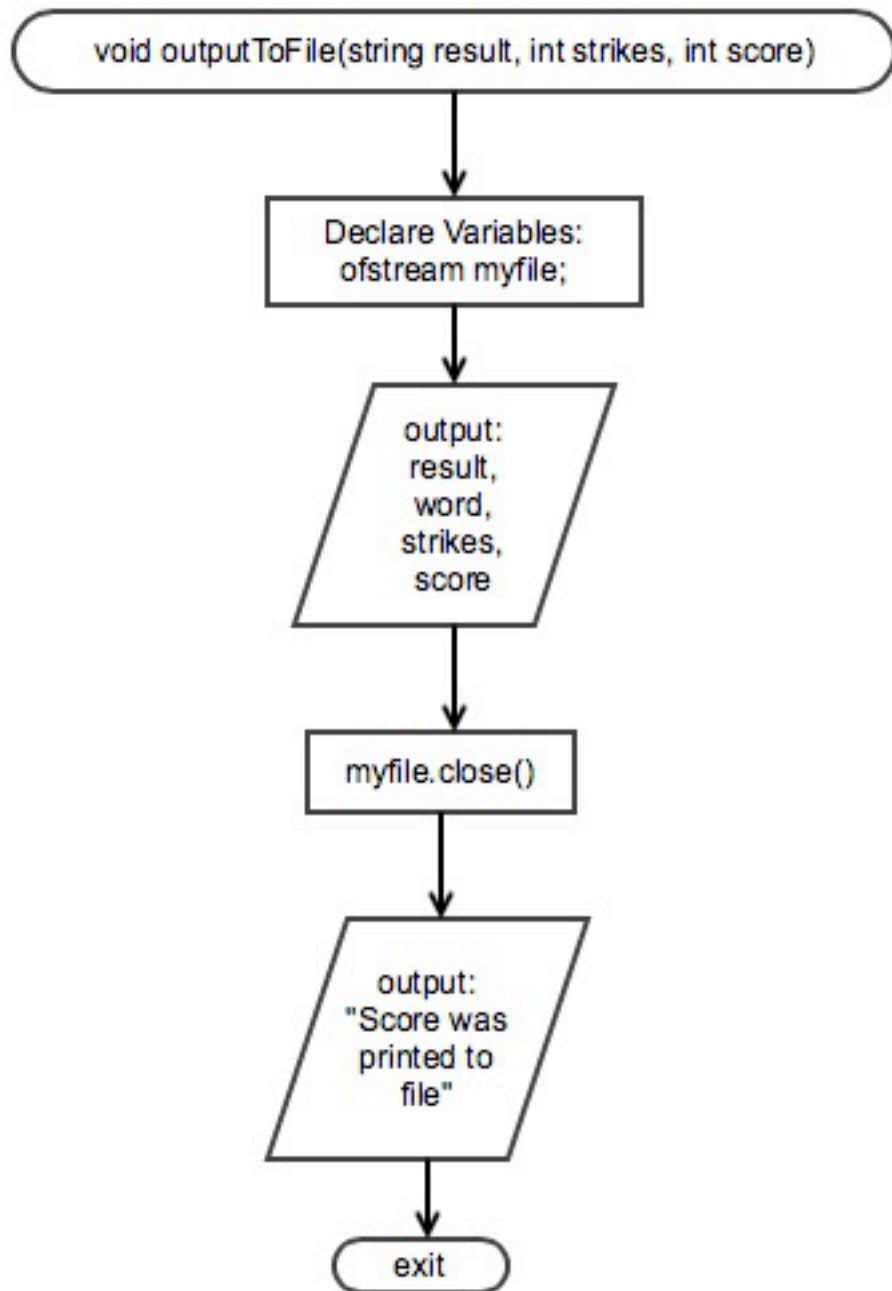 void outputToFile(string result, int strikes, int score)
Declare Variables:
ofstream myfile;
output:
result,
word,
strikes,
score
myfile.close()
output:
"Score was
printed to
file"
exit